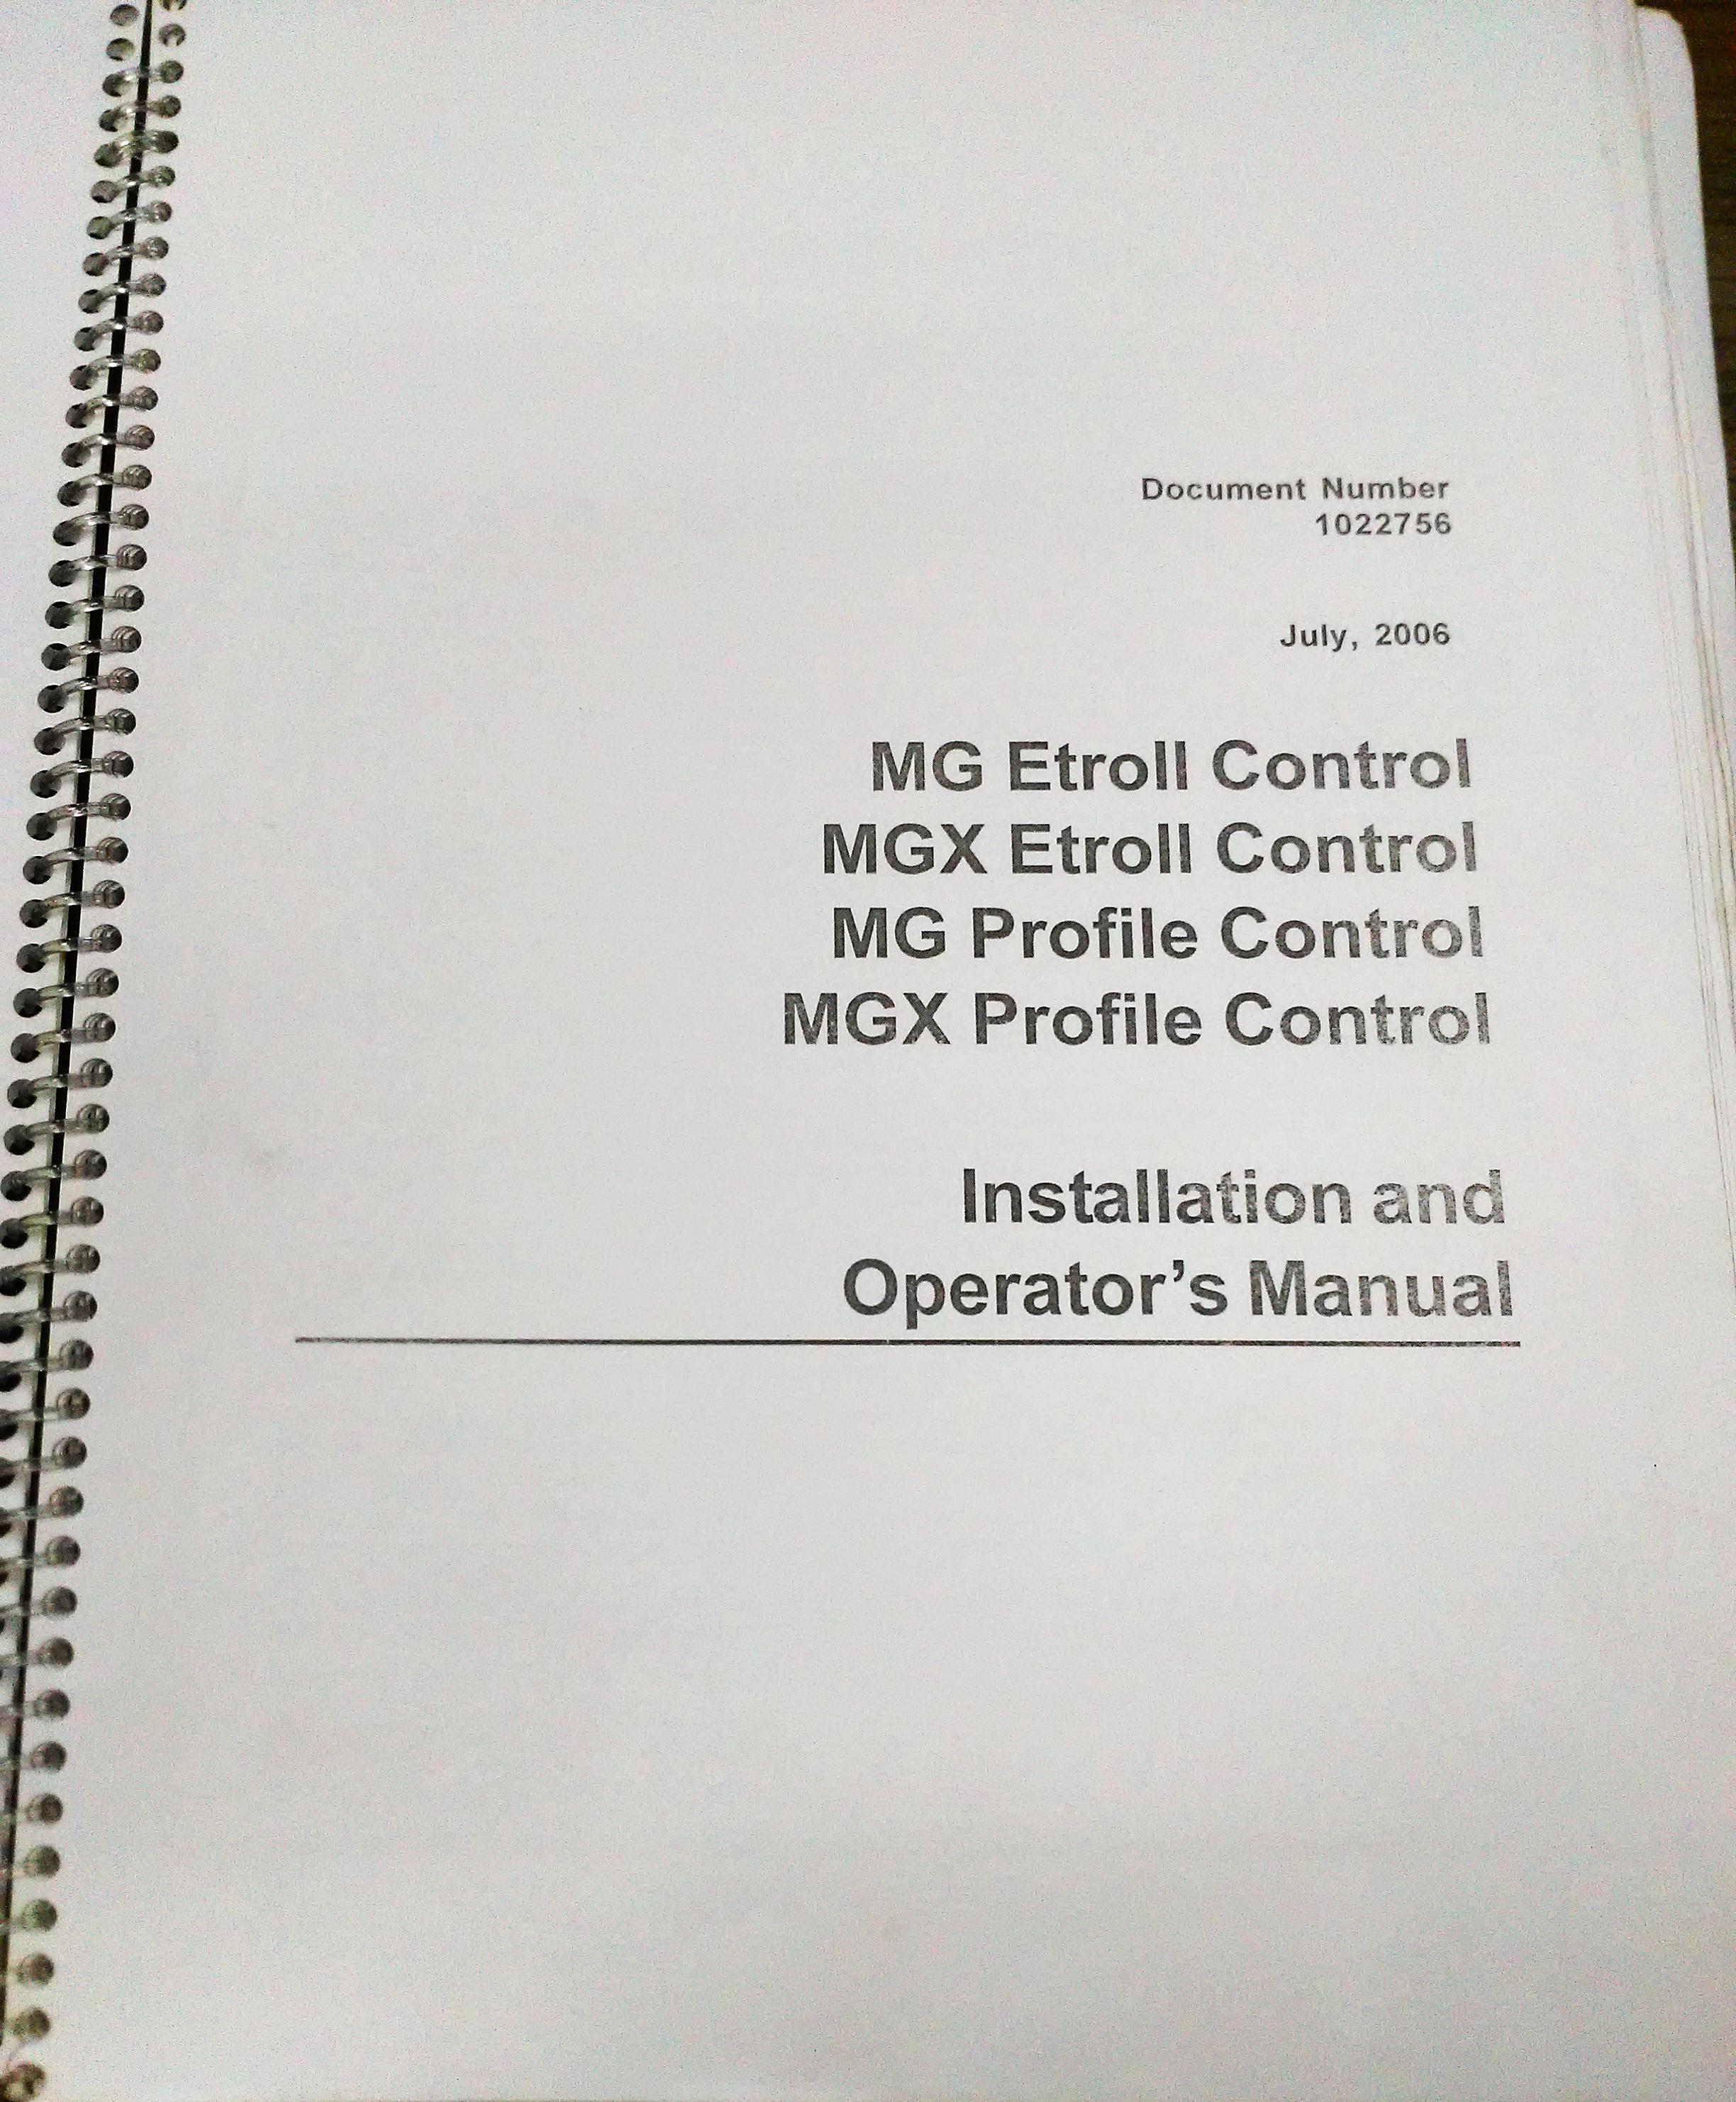 Document Number
1022756
July, 2006
MG Etroll Control
MGX Etroll Control
MG Profile Control
MGX Profile Control
Installation and
Operator’s Manual